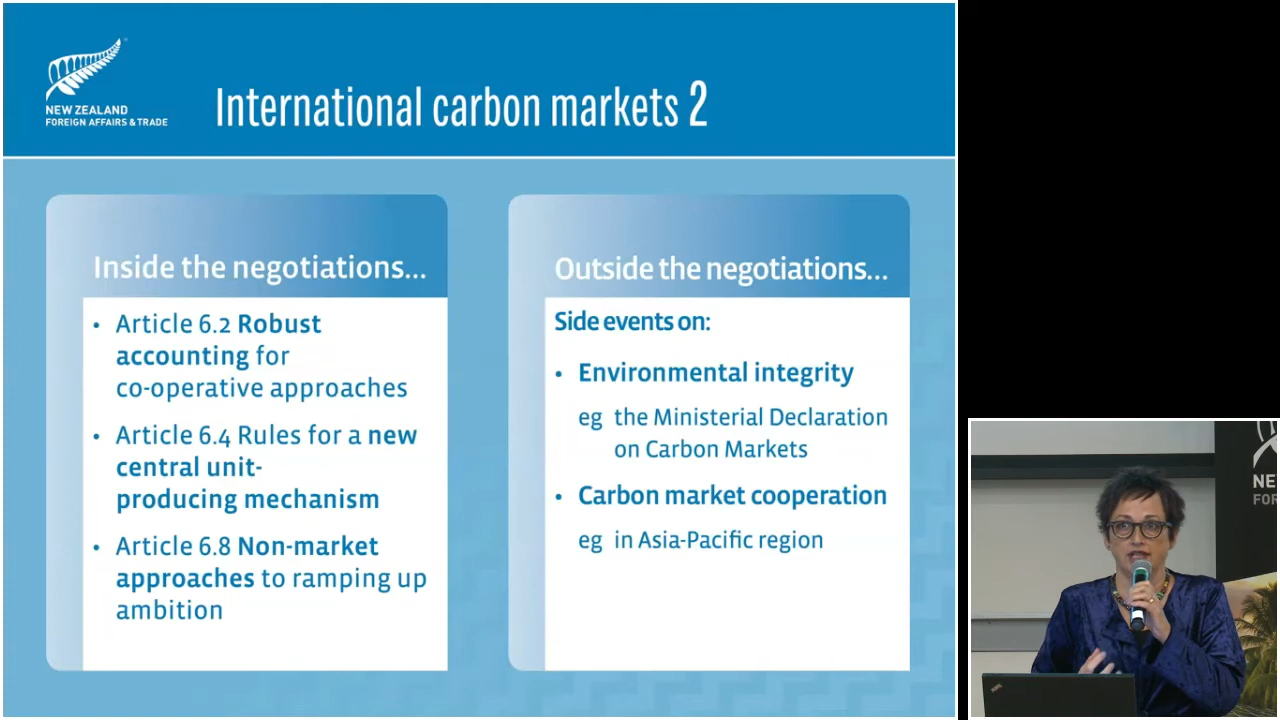 NEW ZEALAND
FOREIGN AFFAIRS & TRADE
International carbon markets 2
Inside the negotiations...
• Article 6.2 Robust
accounting for
co-operative approaches
• Article 6.4 Rules for a new
central unit-
producing mechanism
• Article 6.8 Non-market
approaches to ramping up
ambition
Outside the negotiations...
Side events on:
• Environmental integrity
eg the Ministerial Declaration
on Carbon Markets
• Carbon market cooperation
eg in Asia-Pacific region
NE
FOR